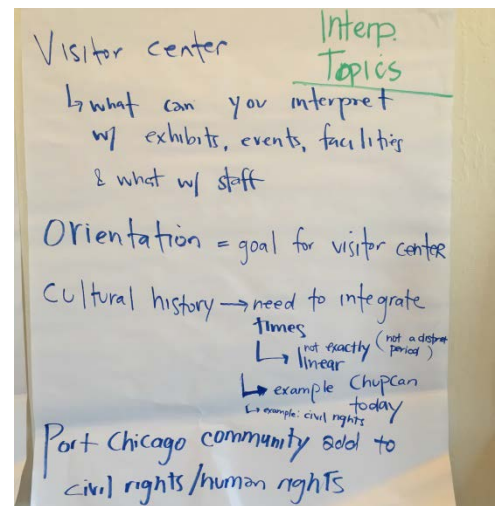 Interp.
Topics
Visitor center
↳ what can you interpret
w/ exhibits, events, facilities
& what w/ staff
Orientation = goal for visitor center
Cultural history → need to integrate
times
↳ not exactly (not a distinct
linear period)
↳ example Chupcan
today
↳ example: civil rights
Port Chicago community add to
civil rights/human rights